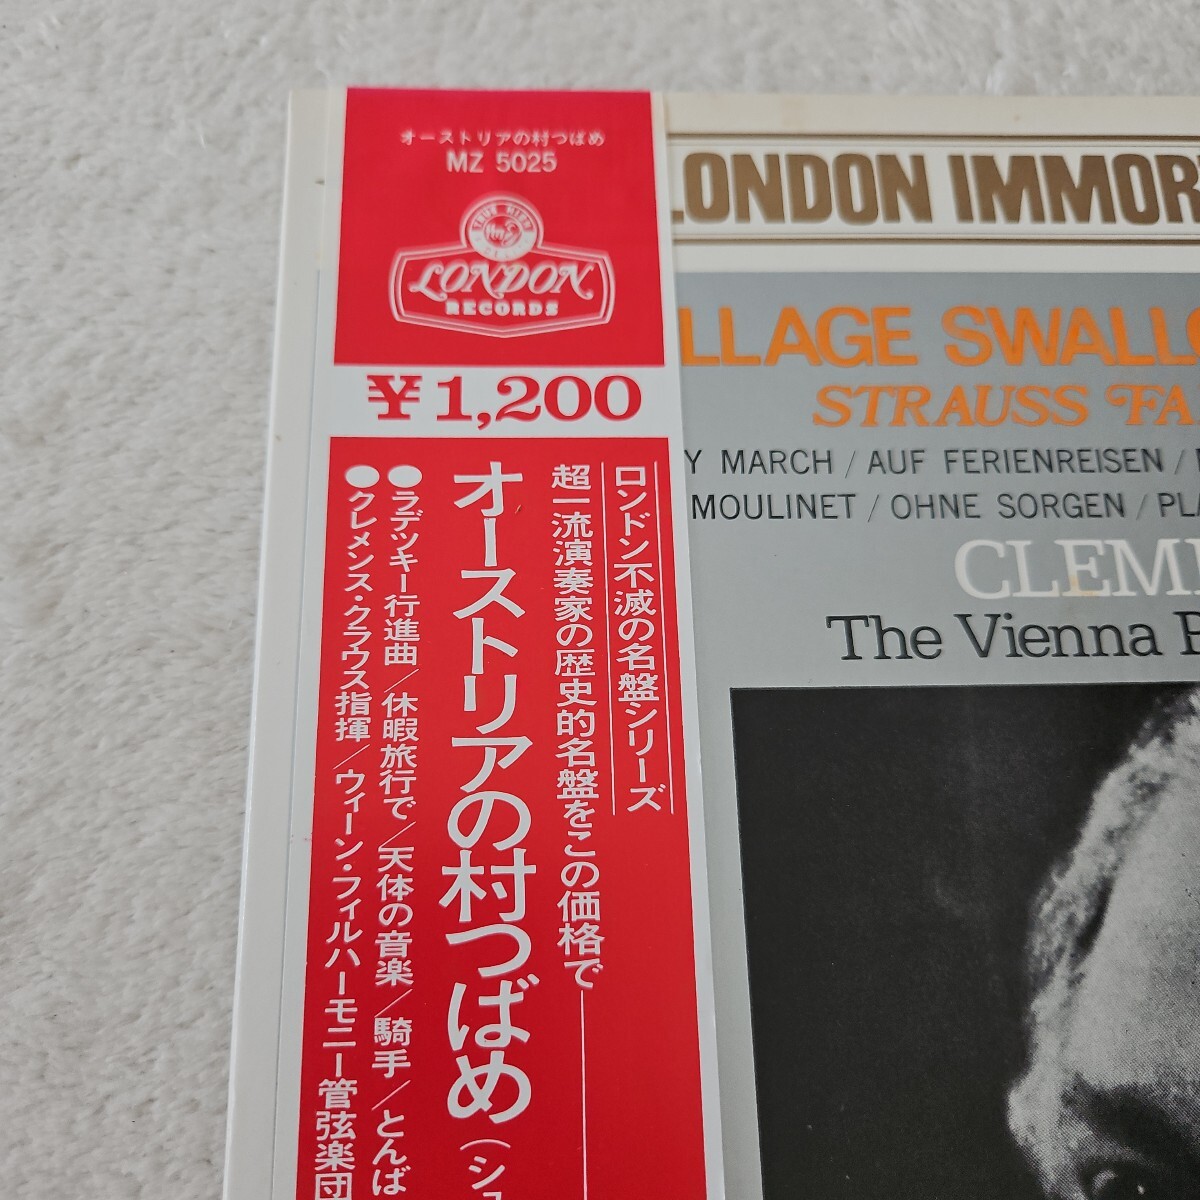 オーストリアの村つばめ
MZ 5025
LONDON
RECORDS
¥1,200
ロンドン不滅の名盤シリーズ
超一流演奏家の歴史的名盤をこの価格で——
オーストリアの村つばめ(シュ
●ラデツキー行進曲/休暇旅行で/天体の音楽/騎手/とんぼ
●クレメンス・クラウス指揮/ウィーン・フィルハーモニー管弦楽団
LONDON IMMOR
LLAGE SWALLO
STRAUSS FA
Y MARCH / AUF FERIENREISEN /
MOULINET / OHNE SORGEN / PLA
CLEM
The Vienna P